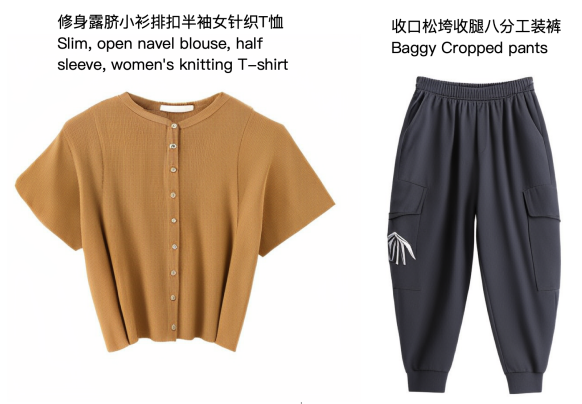 修身露脐小衫排扣半袖女针织T恤
Slim, open navel blouse, half
sleeve, women's knitting T-shirt
收口松垮收腿八分工装裤
Baggy Cropped pants